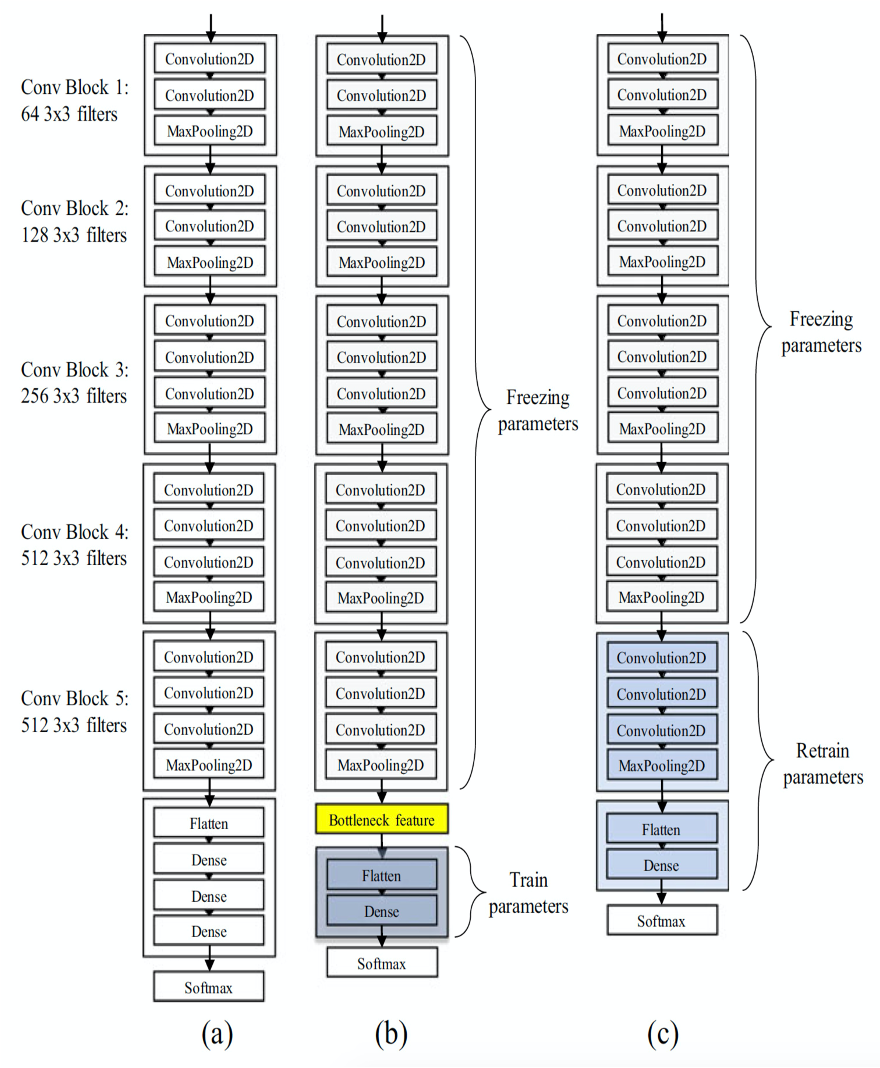 Conv Block 1:
64 3x3 filters
Conv Block 2:
128 3x3 filters
Conv Block 3:
256 3x3 filters
Conv Block 4:
512 3x3 filters
Conv Block 5:
512 3x3 filters
Convolution2D
Convolution2D
MaxPooling2D
Convolution2D
Convolution2D
MaxPooling2D
Convolution2D
Convolution2D
Convolution2D
MaxPooling2D
Convolution2D
Convolution2D
Convolution2D
MaxPooling2D
Convolution2D
Convolution2D
Convolution2D
MaxPooling2D
Flatten
Dense
Dense
Dense
Softmax
(a)
Convolution2D
Convolution2D
MaxPooling2D
Convolution2D
Convolution2D
MaxPooling2D
Convolution2D
Convolution2D
Convolution2D
MaxPooling2D
Convolution2D
Convolution2D
Convolution2D
MaxPooling2D
Convolution2D
Convolution2D
Convolution2D
MaxPooling2D
Bottleneck feature
Flatten
Dense
Softmax
(b)
Freezing
parameters
Train
parameters
Convolution2D
Convolution2D
MaxPooling2D
Convolution2D
Convolution2D
MaxPooling2D
Convolution2D
Convolution2D
Convolution2D
MaxPooling2D
Convolution2D
Convolution2D
Convolution2D
MaxPooling2D
Convolution2D
Convolution2D
Convolution2D
MaxPooling2D
Flatten
Dense
Softmax
(c)
Freezing
parameters
Retrain
parameters